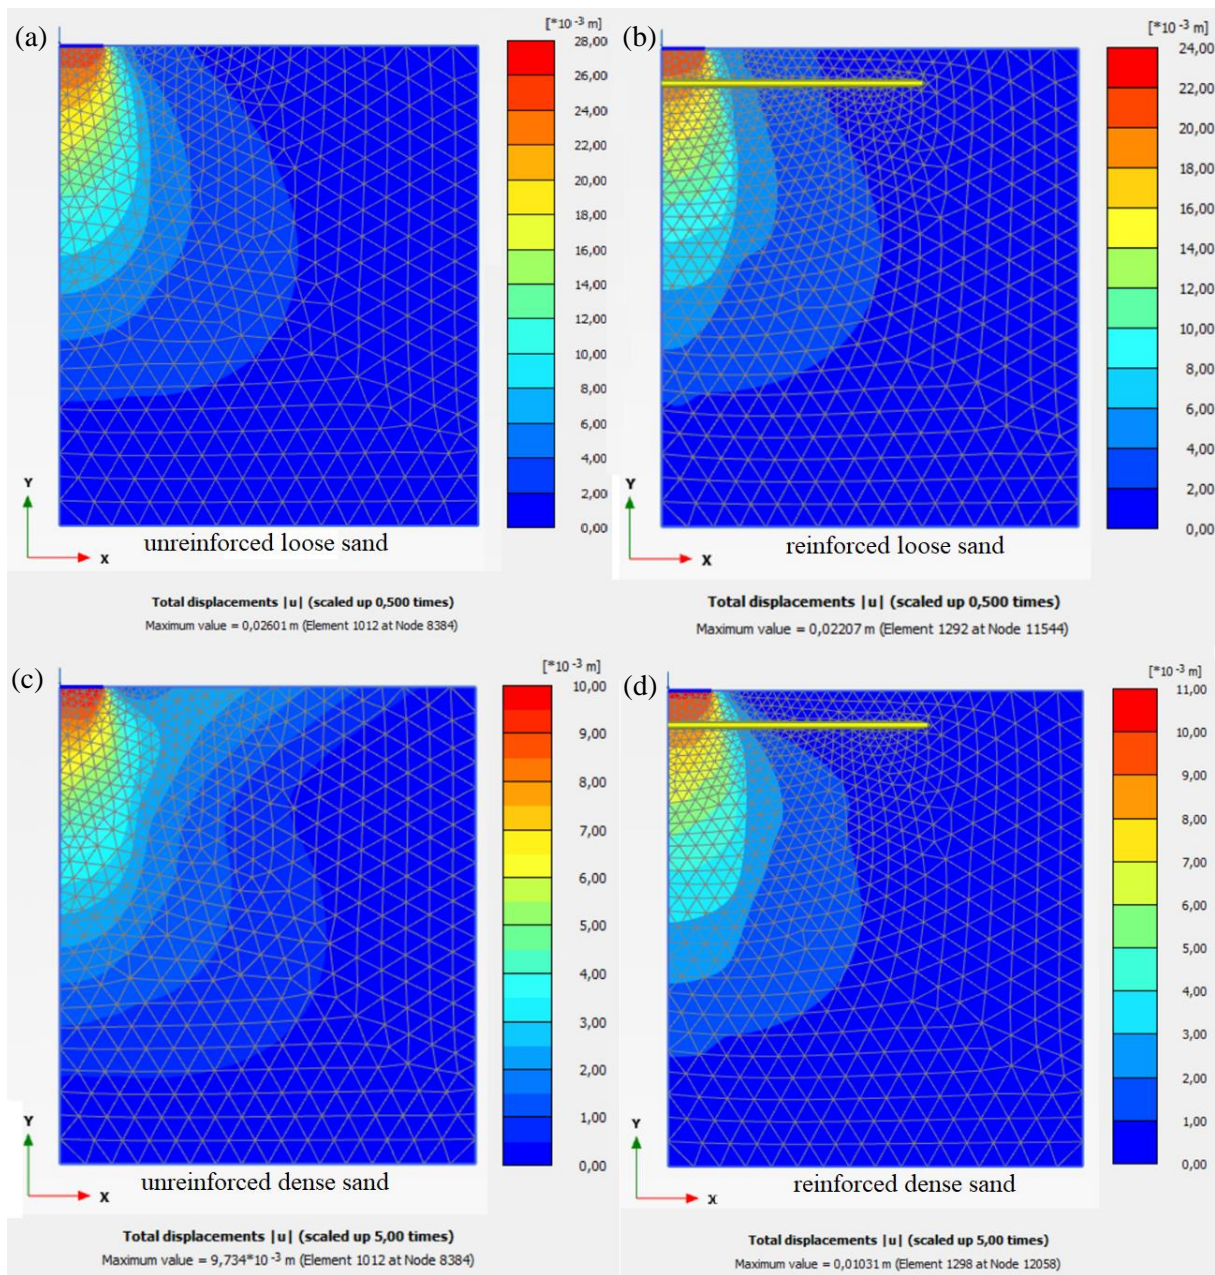 (a)
[*10 -3 m]
28,00
26,00
24,00
22,00
20,00
18,00
16,00
14,00
12,00
10,00
8,00
6,00
4,00
2,00
0,00
Y
X
unreinforced loose sand
Total displacements |u| (scaled up 0,500 times)
Maximum value = 0,02601 m (Element 1012 at Node 8384)
(b)
[*10 -3 m]
24,00
22,00
20,00
18,00
16,00
14,00
12,00
10,00
8,00
6,00
4,00
2,00
0,00
Y
X
reinforced loose sand
Total displacements |u| (scaled up 0,500 times)
Maximum value = 0,02207 m (Element 1292 at Node 11544)
(c)
[*10 -3 m]
10,00
9,00
8,00
7,00
6,00
5,00
4,00
3,00
2,00
1,00
0,00
Y
X
unreinforced dense sand
Total displacements |u| (scaled up 5,00 times)
Maximum value = 9,734*10 -3 m (Element 1012 at Node 8384)
(d)
[*10 -3 m]
11,00
10,00
9,00
8,00
7,00
6,00
5,00
4,00
3,00
2,00
1,00
0,00
Y
X
reinforced dense sand
Total displacements |u| (scaled up 5,00 times)
Maximum value = 0,01031 m (Element 1298 at Node 12058)